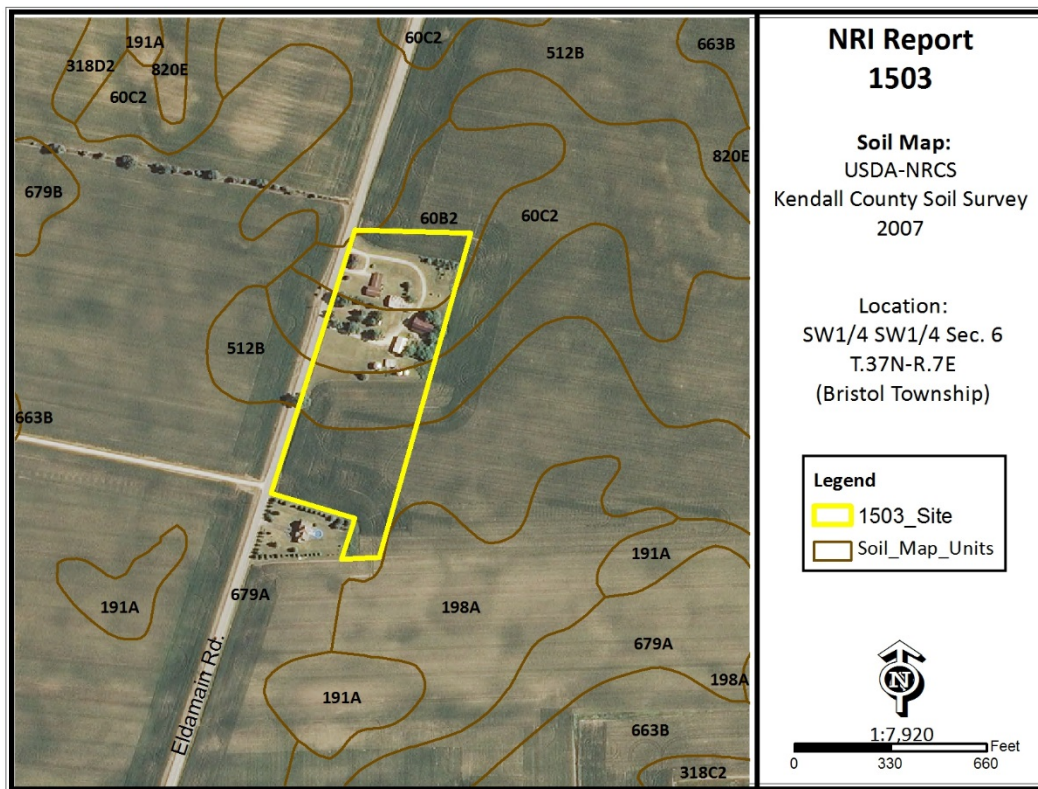 191A
60C2
512B
663B
318D2
820E
60C2
820E
679B
60B2
60C2
512B
663B
191A
191A
679A
198A
679A
191A
198A
663B
318C2
Eldamain Rd.
NRI Report
1503
Soil Map:
USDA-NRCS
Kendall County Soil Survey
2007
Location:
SW1/4 SW1/4 Sec. 6
T.37N-R.7E
(Bristol Township)
Legend
1503_Site
Soil_Map_Units
N
1:7,920
Feet
0 330 660